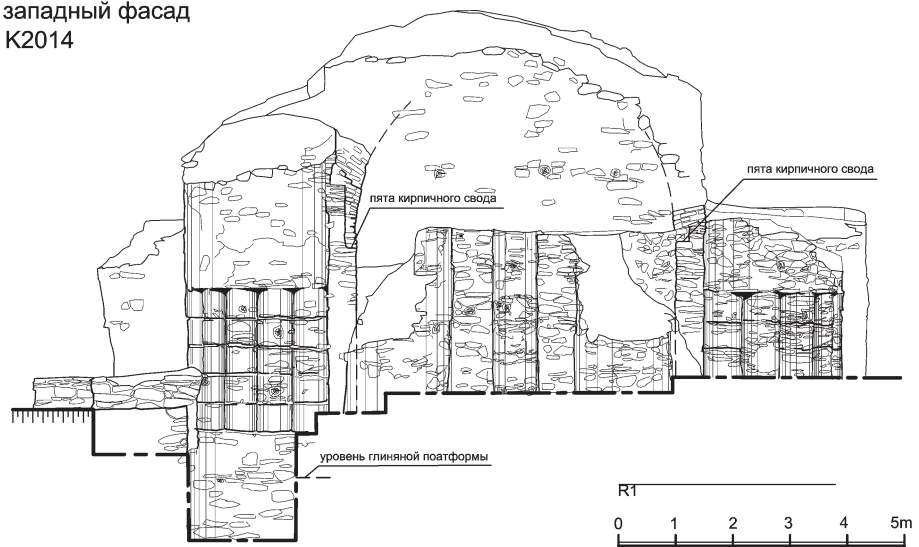 западный фасад
K2014
пята кирпичного свода
пята кирпичного свода
уровень глиняной поатформы
R1
0 1 2 3 4 5m